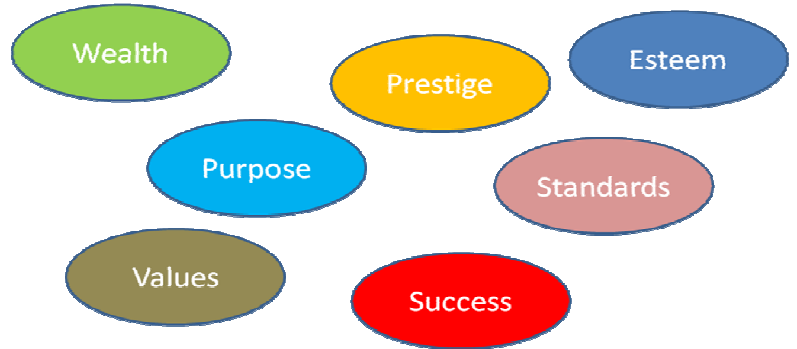 Wealth
Prestige
Esteem
Purpose
Standards
Values
Success